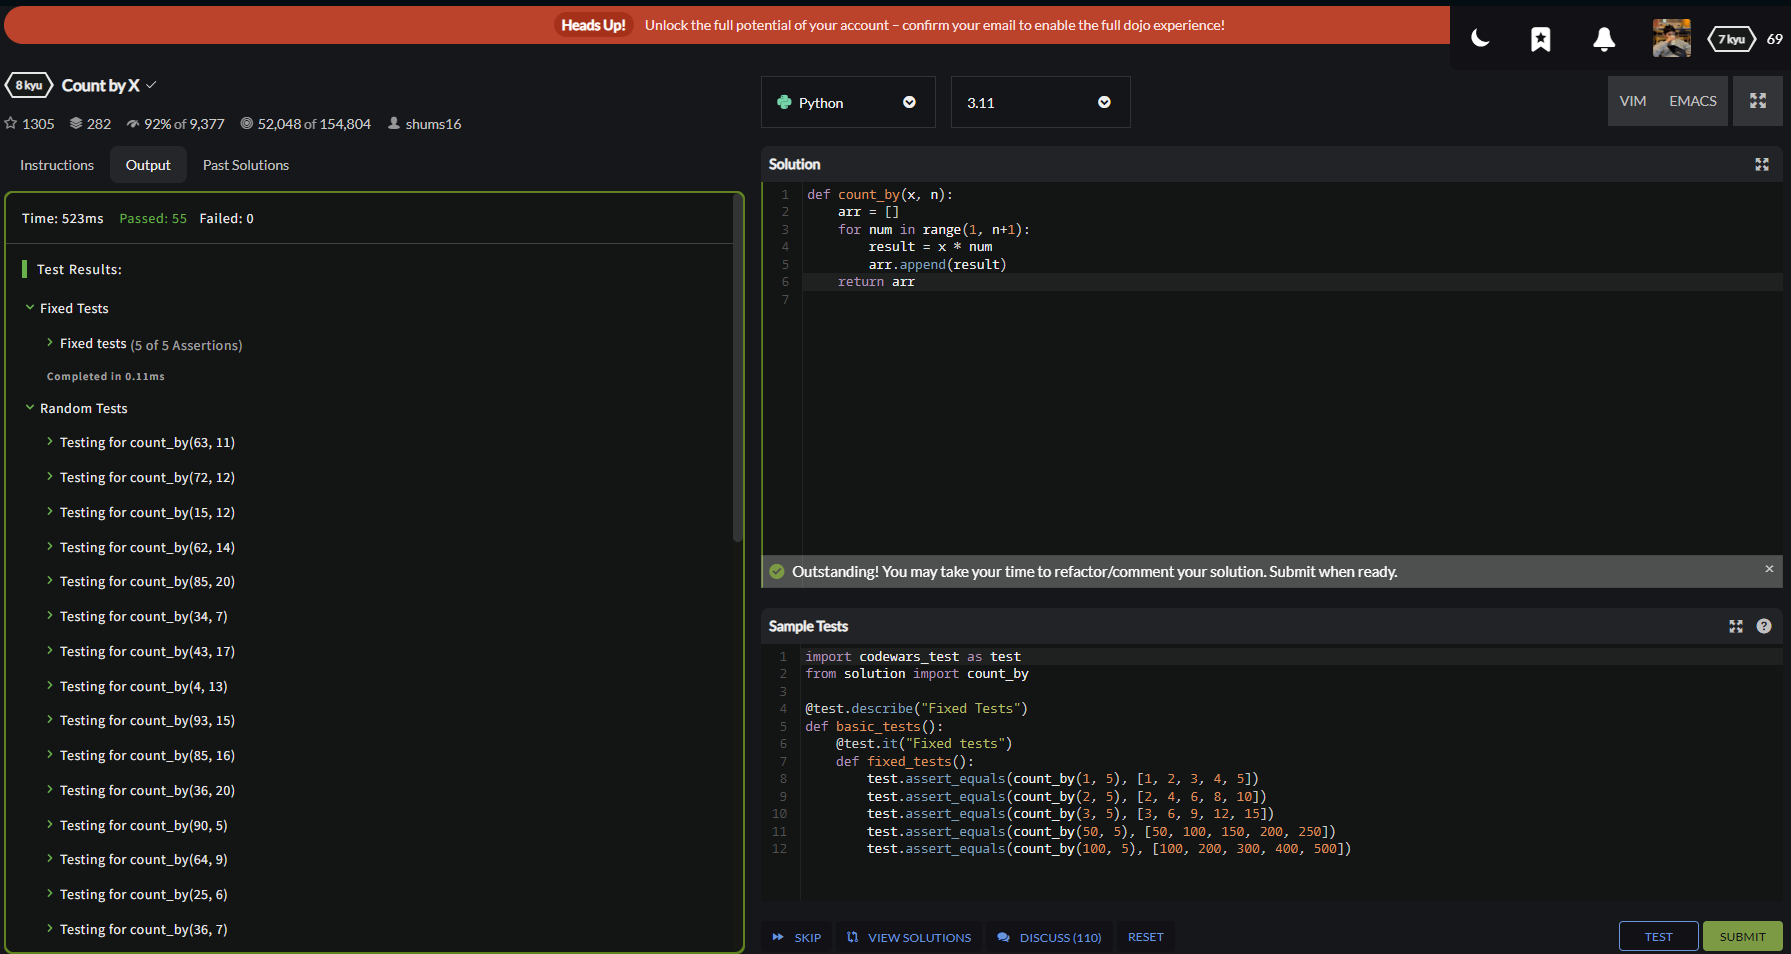 Heads Up! Unlock the full potential of your account – confirm your email to enable the full dojo experience!
7 kyu 69
8 kyu Count by X
1305 282 92% of 9,377 52,048 of 154,804 shums16
Python 3.11 VIM EMACS
Instructions Output Past Solutions
Time: 523ms Passed: 55 Failed: 0
Test Results:
Fixed Tests
Fixed tests (5 of 5 Assertions)
Completed in 0.11ms
Random Tests
Testing for count_by(63, 11)
Testing for count_by(72, 12)
Testing for count_by(15, 12)
Testing for count_by(62, 14)
Testing for count_by(85, 20)
Testing for count_by(34, 7)
Testing for count_by(43, 17)
Testing for count_by(4, 13)
Testing for count_by(93, 15)
Testing for count_by(85, 16)
Testing for count_by(36, 20)
Testing for count_by(90, 5)
Testing for count_by(64, 9)
Testing for count_by(25, 6)
Testing for count_by(36, 7)
Solution
1 def count_by(x, n):
2     arr = []
3     for num in range(1, n+1):
4         result = x * num
5         arr.append(result)
6     return arr
7
Outstanding! You may take your time to refactor/comment your solution. Submit when ready. ×
Sample Tests ?
1 import codewars_test as test
2 from solution import count_by
3
4 @test.describe("Fixed Tests")
5 def basic_tests():
6     @test.it("Fixed tests")
7     def fixed_tests():
8         test.assert_equals(count_by(1, 5), [1, 2, 3, 4, 5])
9         test.assert_equals(count_by(2, 5), [2, 4, 6, 8, 10])
10         test.assert_equals(count_by(3, 5), [3, 6, 9, 12, 15])
11         test.assert_equals(count_by(50, 5), [50, 100, 150, 200, 250])
12         test.assert_equals(count_by(100, 5), [100, 200, 300, 400, 500])
SKIP VIEW SOLUTIONS DISCUSS (110) RESET TEST SUBMIT